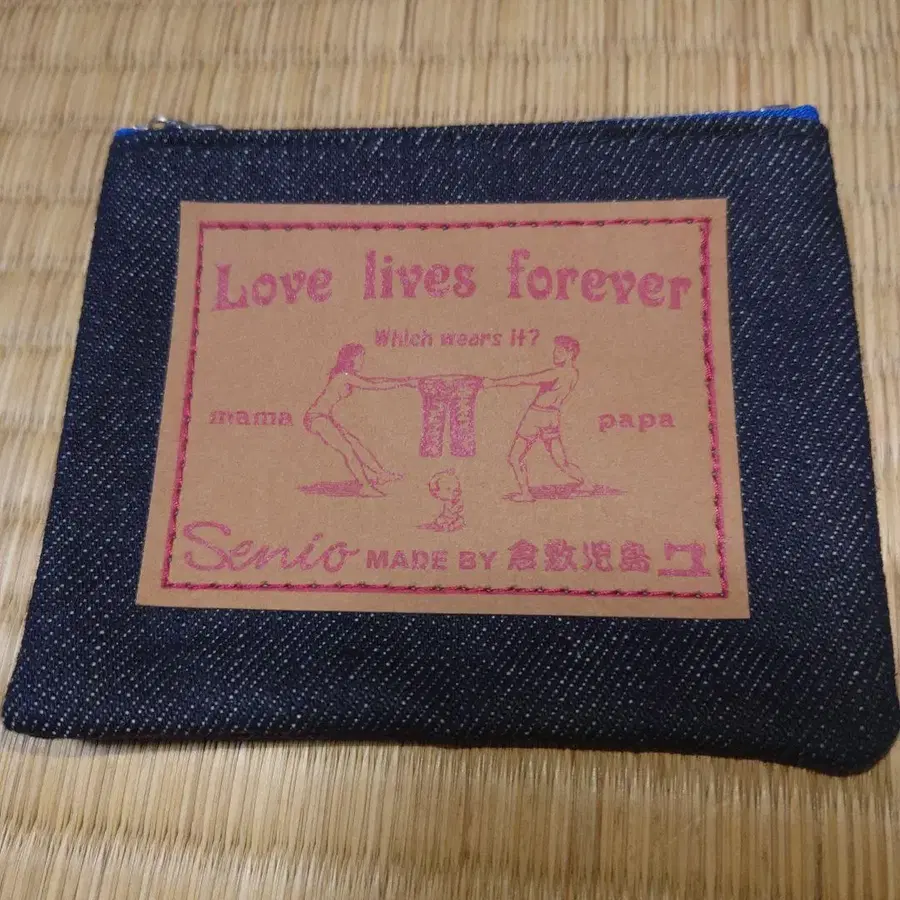 Love lives forever
Which wears it?
mama papa
Senio MADE BY 倉敷児島